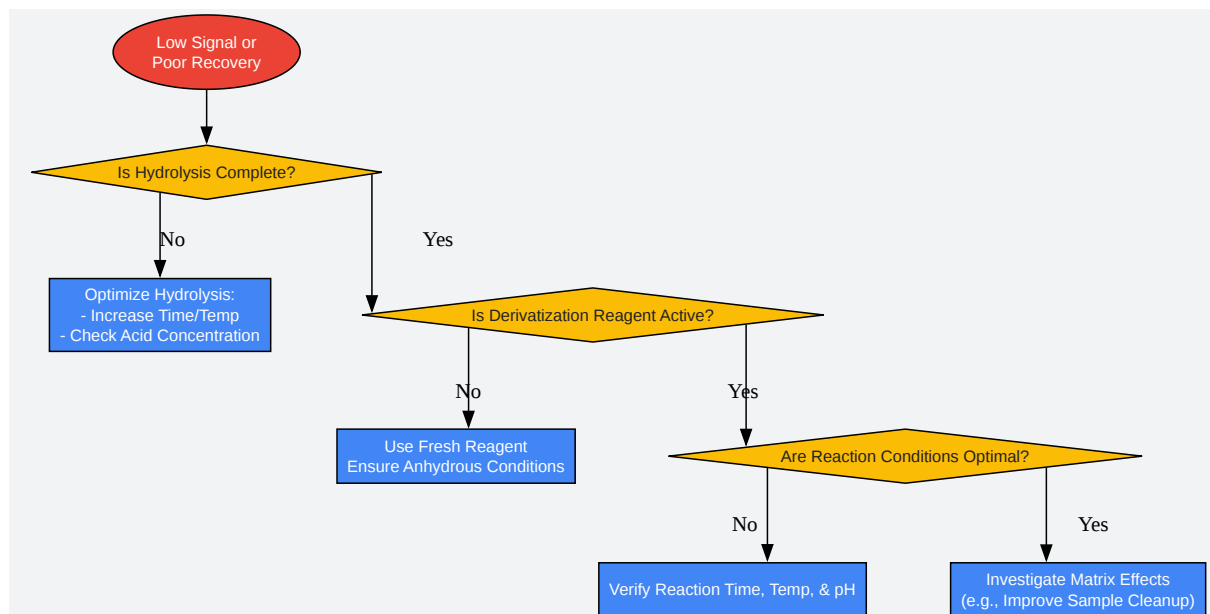 Low Signal or
Poor Recovery
Is Hydrolysis Complete?
No
Yes
Optimize Hydrolysis:
- Increase Time/Temp
- Check Acid Concentration
Is Derivatization Reagent Active?
No
Yes
Use Fresh Reagent
Ensure Anhydrous Conditions
Are Reaction Conditions Optimal?
No
Yes
Verify Reaction Time, Temp, & pH
Investigate Matrix Effects
(e.g., Improve Sample Cleanup)